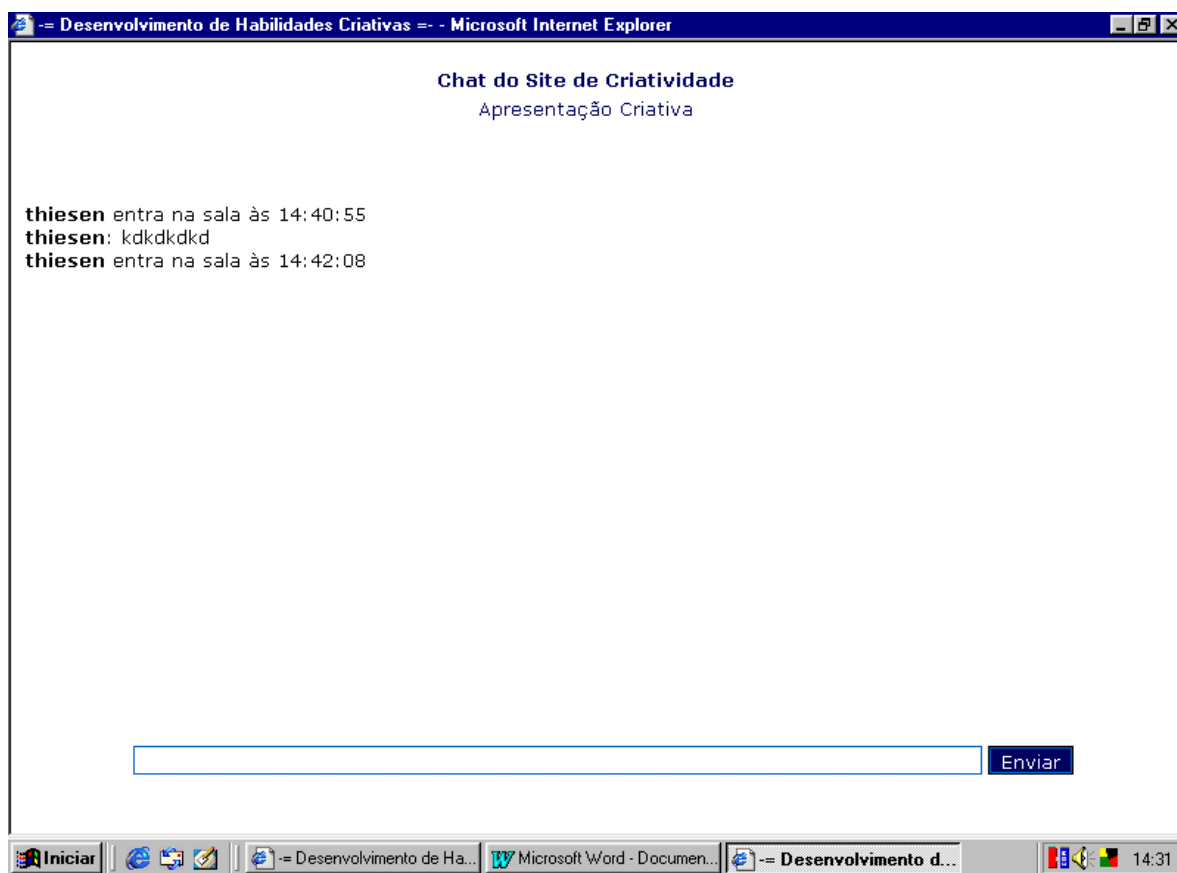 -= Desenvolvimento de Habilidades Criativas =- - Microsoft Internet Explorer
Chat do Site de Criatividade
Apresentação Criativa
thiesen entra na sala às 14:40:55
thiesen: kdkdkdkd
thiesen entra na sala às 14:42:08
Enviar
Iniciar -= Desenvolvimento de Ha... Microsoft Word - Documen... -= Desenvolvimento d... 14:31